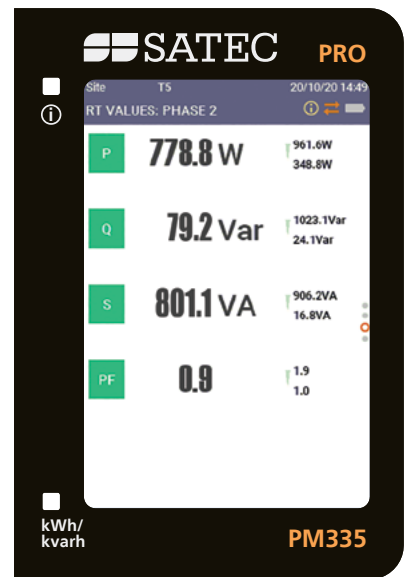 SATEC PRO
Site T5 20/10/20 14:49
RT VALUES: PHASE 2
P 778.8 W 961.6W
348.8W
Q 79.2 Var 1023.1Var
24.1Var
S 801.1 VA 906.2VA
16.8VA
PF 0.9 1.9
1.0
kWh/
kvarh
PM335